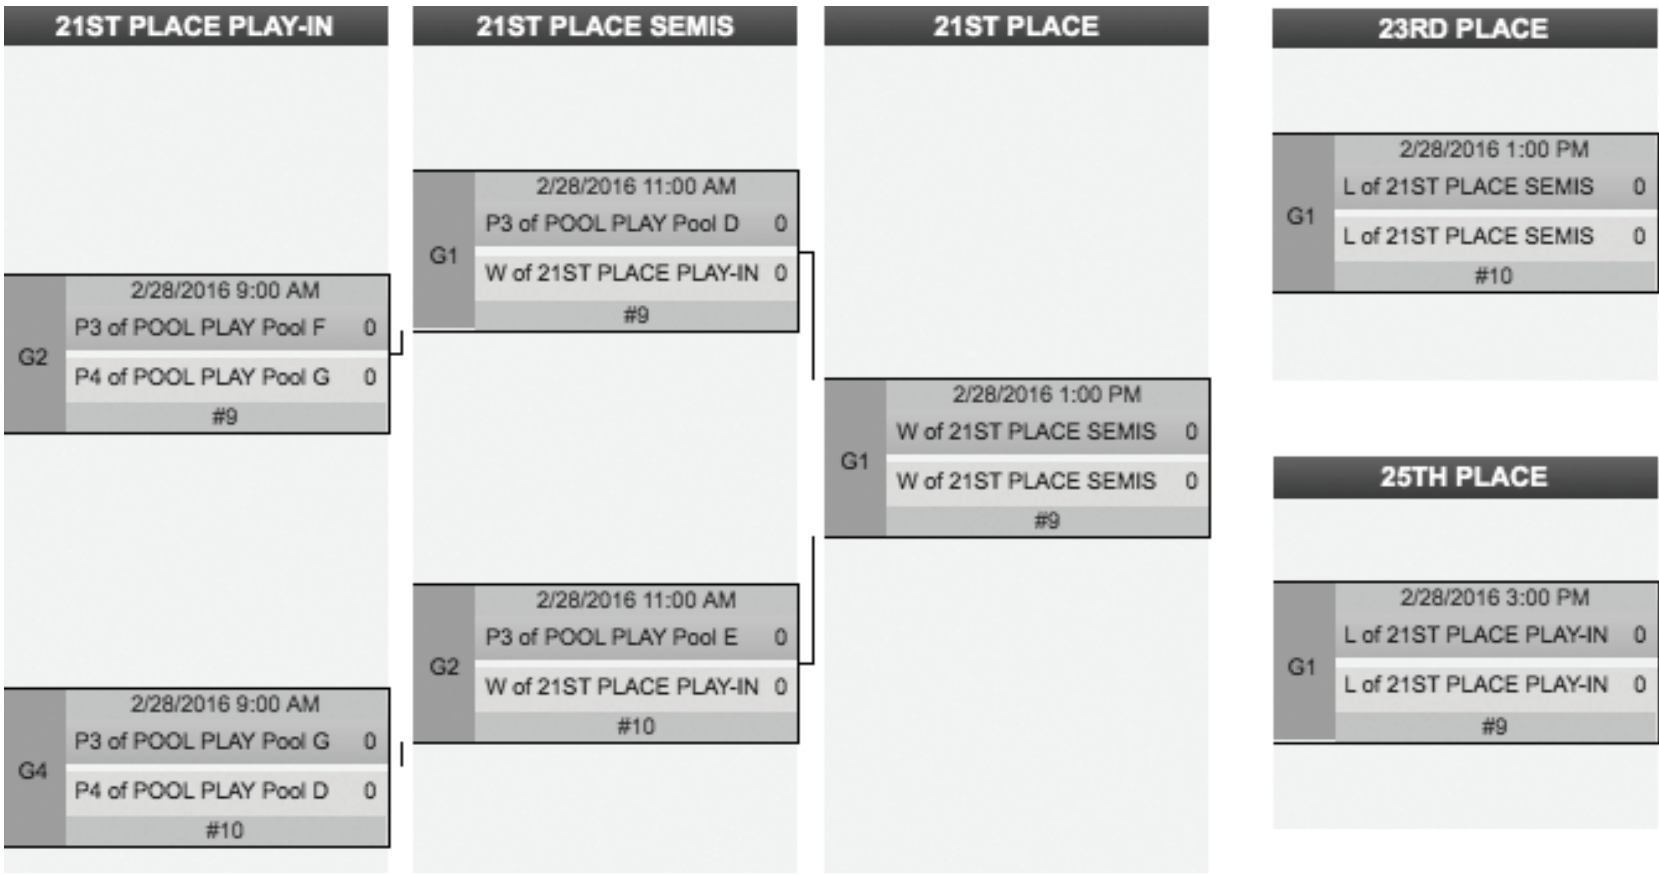 21ST PLACE PLAY-IN
G2
2/28/2016 9:00 AM
P3 of POOL PLAY Pool F 0
P4 of POOL PLAY Pool G 0
#9
G4
2/28/2016 9:00 AM
P3 of POOL PLAY Pool G 0
P4 of POOL PLAY Pool D 0
#10
21ST PLACE SEMIS
G1
2/28/2016 11:00 AM
P3 of POOL PLAY Pool D 0
W of 21ST PLACE PLAY-IN 0
#9
G2
2/28/2016 11:00 AM
P3 of POOL PLAY Pool E 0
W of 21ST PLACE PLAY-IN 0
#10
21ST PLACE
G1
2/28/2016 1:00 PM
W of 21ST PLACE SEMIS 0
W of 21ST PLACE SEMIS 0
#9
23RD PLACE
G1
2/28/2016 1:00 PM
L of 21ST PLACE SEMIS 0
L of 21ST PLACE SEMIS 0
#10
25TH PLACE
G1
2/28/2016 3:00 PM
L of 21ST PLACE PLAY-IN 0
L of 21ST PLACE PLAY-IN 0
#9